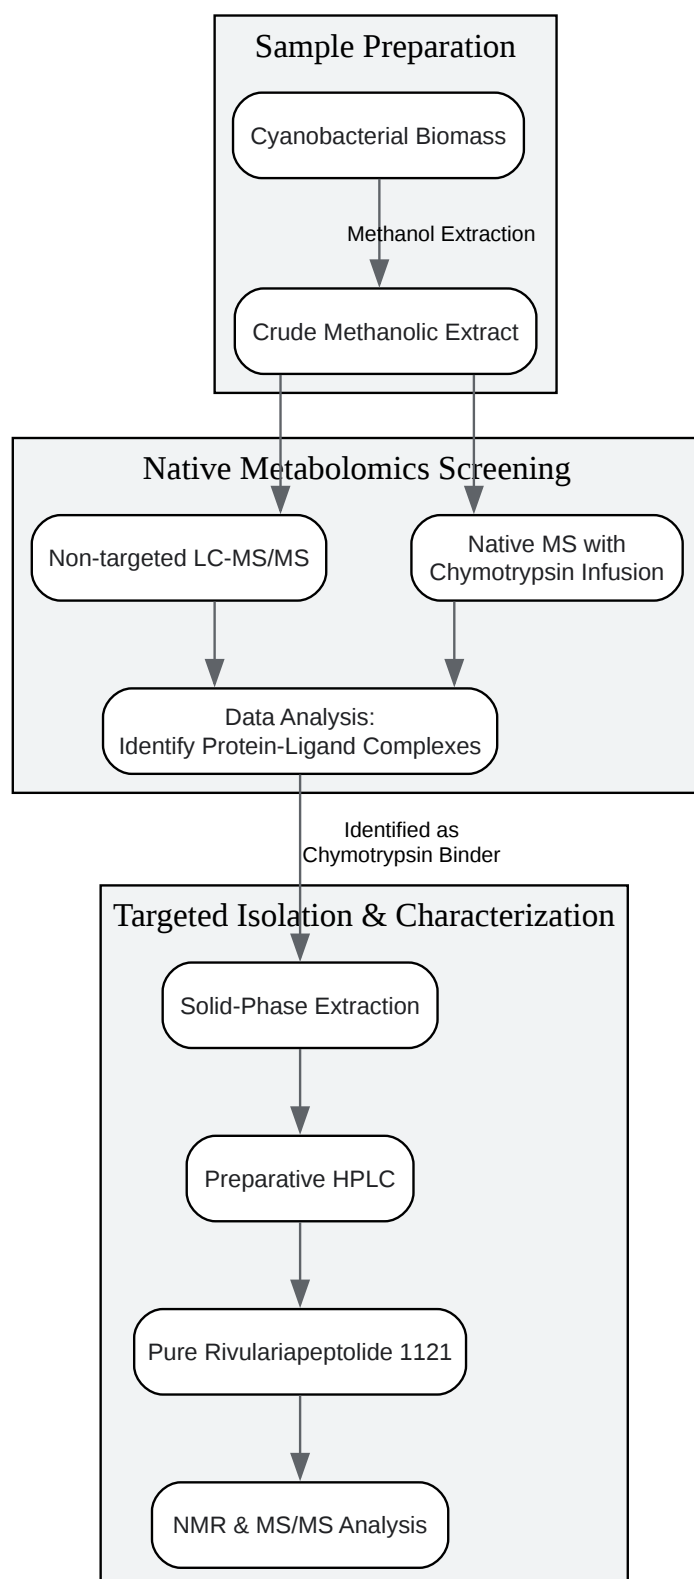 Sample Preparation
Cyanobacterial Biomass
Methanol Extraction
Crude Methanolic Extract
Native Metabolomics Screening
Non-targeted LC-MS/MS
Native MS with
Chymotrypsin Infusion
Data Analysis:
Identify Protein-Ligand Complexes
Identified as
Chymotrypsin Binder
Targeted Isolation & Characterization
Solid-Phase Extraction
Preparative HPLC
Pure Rivulariapeptolide 1121
NMR & MS/MS Analysis